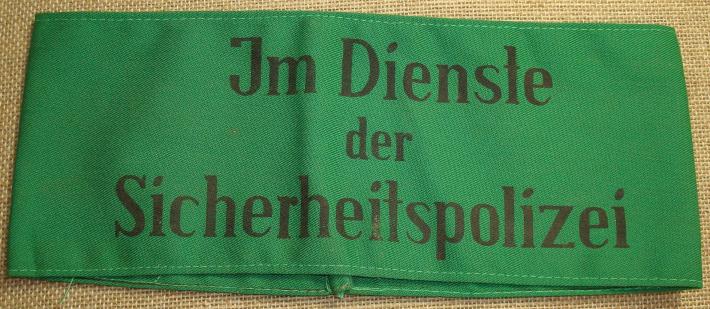 Im Dienste
der
Sicherheitspolizei